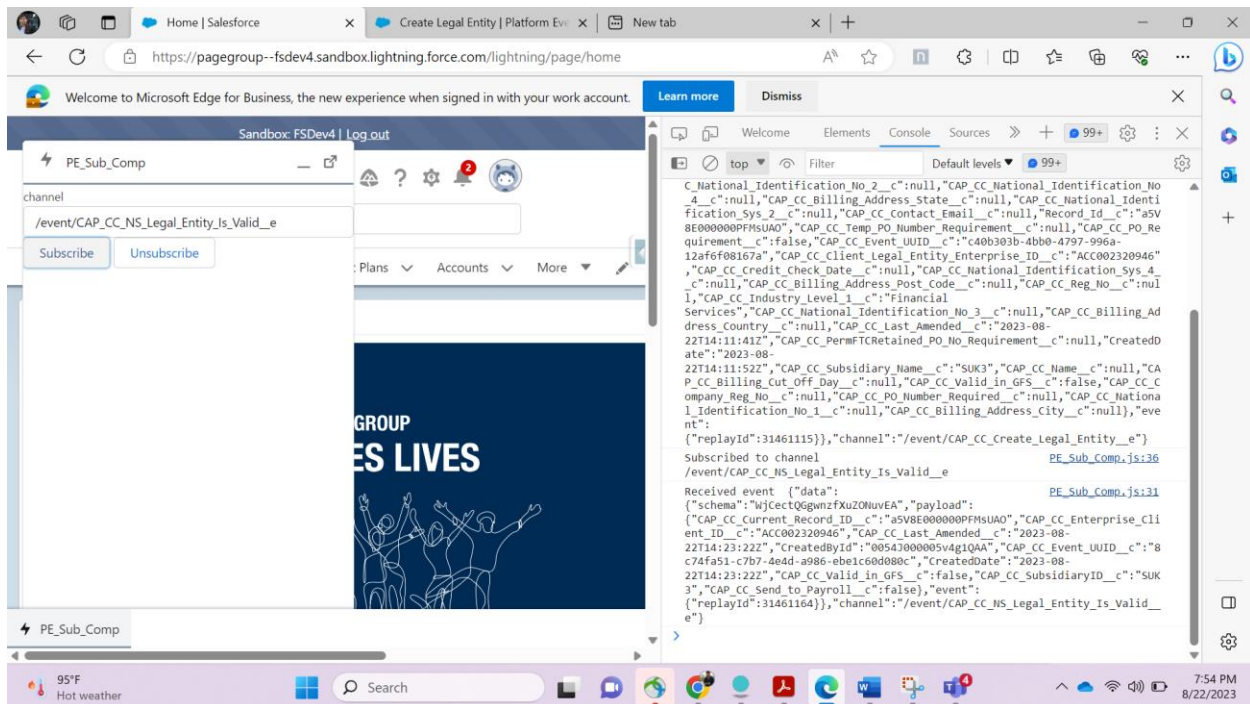 Home | Salesforce
Create Legal Entity | Platform Eve
New tab
https://pagegroup--fsdev4.sandbox.lightning.force.com/lightning/page/home
Welcome to Microsoft Edge for Business, the new experience when signed in with your work account.
Learn more
Dismiss
Sandbox: FSDev4 | Log out
PE_Sub_Comp
2
channel
/event/CAP_CC_NS_Legal_Entity_Is_Valid__e
Subscribe
Unsubscribe
Plans
Accounts
More
GROUP
ES LIVES
PE_Sub_Comp
Welcome Elements Console Sources 99+
top Filter Default levels 99+
C_National_Identification_No_2__c":null,"CAP_CC_National_Identification_No
_4__c":null,"CAP_CC_Billing_Address_State__c":null,"CAP_CC_National_Identi
fication_Sys_2__c":null,"CAP_CC_Contact_Email__c":null,"Record_Id__c":"a5V
8E000000PFMsUAO","CAP_CC_Temp_PO_Number_Requirement__c":null,"CAP_CC_PO_Re
quirement__c":false,"CAP_CC_Event_UUID__c":"c40b303b-4bb0-4797-996a-
12af6f08167a","CAP_CC_Client_Legal_Entity_Enterprise_ID__c":"ACC002320946"
,"CAP_CC_Credit_Check_Date__c":null,"CAP_CC_National_Identification_Sys_4_
_c":null,"CAP_CC_Billing_Address_Post_Code__c":null,"CAP_CC_Reg_No__c":nul
l,"CAP_CC_Industry_Level_1__c":"Financial
Services","CAP_CC_National_Identification_No_3__c":null,"CAP_CC_Billing_Ad
dress_Country__c":null,"CAP_CC_Last_Amended__c":"2023-08-
22T14:11:41Z","CAP_CC_PermFTCRetained_PO_No_Requirement__c":null,"CreatedD
ate":"2023-08-
22T14:11:52Z","CAP_CC_Subsidiary_Name__c":"SUK3","CAP_CC_Name__c":null,"CA
P_CC_Billing_Cut_Off_Day__c":null,"CAP_CC_Valid_in_GFS__c":false,"CAP_CC_C
ompany_Reg_No__c":null,"CAP_CC_PO_Number_Required__c":null,"CAP_CC_Nationa
l_Identification_No_1__c":null,"CAP_CC_Billing_Address_City__c":null},"eve
nt":
{"replayId":31461115}},"channel":"/event/CAP_CC_Create_Legal_Entity__e"}
Subscribed to channel PE_Sub_Comp.js:36
/event/CAP_CC_NS_Legal_Entity_Is_Valid__e
Received event {"data": PE_Sub_Comp.js:31
{"schema":"WjCectQGgwnzfXuZONuvEA","payload":
{"CAP_CC_Current_Record_ID__c":"a5V8E000000PFMsUAO","CAP_CC_Enterprise_Cli
ent_ID__c":"ACC002320946","CAP_CC_Last_Amended__c":"2023-08-
22T14:23:22Z","CreatedById":"0054J000005v4g1QAA","CAP_CC_Event_UUID__c":"8
c74fa51-c7b7-4e4d-a986-ebe1c60d080c","CreatedDate":"2023-08-
22T14:23:22Z","CAP_CC_Valid_in_GFS__c":false,"CAP_CC_SubsidiaryID__c":"SUK
3","CAP_CC_Send_to_Payroll__c":false},"event":
{"replayId":31461164}},"channel":"/event/CAP_CC_NS_Legal_Entity_Is_Valid__
e"}
95°F
Hot weather
Search
4
7:54 PM
8/22/2023